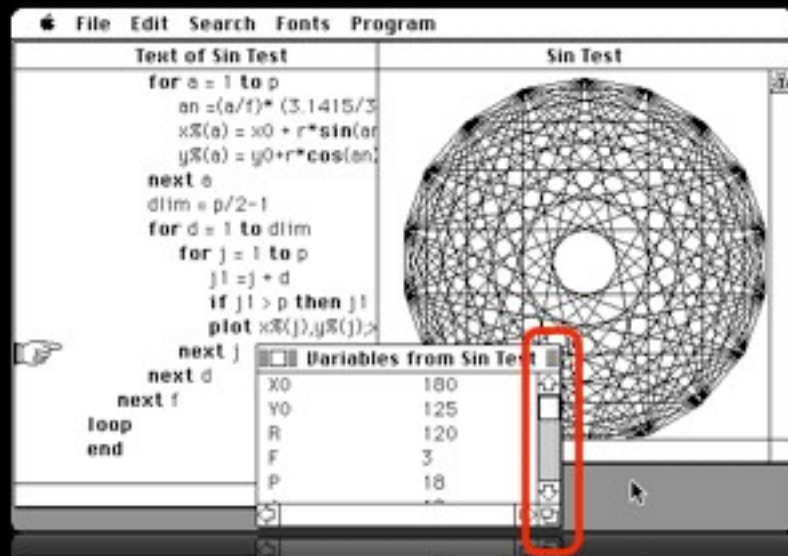 File Edit Search Fonts Program
Text of Sin Test
for a = 1 to p
an =(a/f)* (3.1415/3
x%(a) = x0 + r*sin(an
y%(a) = y0+r*cos(an)
next a
dlim = p/2-1
for d = 1 to dlim
for j = 1 to p
j1 =j + d
if j1 > p then j1
plot x%(j),y%(j);
next j
next d
next f
loop
end
Sin Test
Variables from Sin Test
X0 180
Y0 125
R 120
F 3
P 18